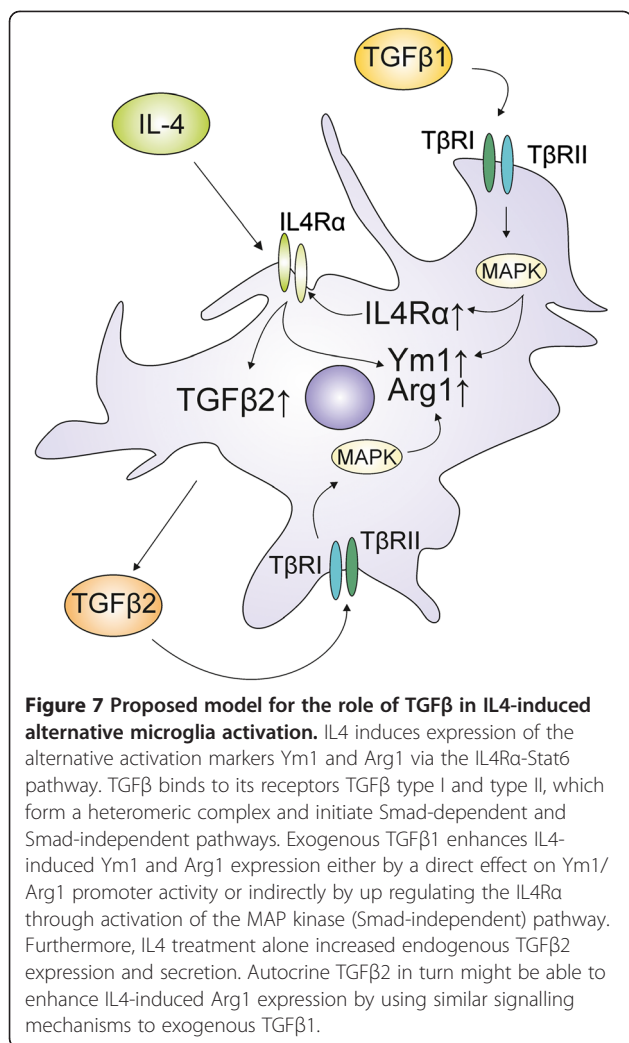 TGFβ1
IL-4
TβRI
TβRII
IL4Rα
MAPK
IL4Rα↑
Ym1↑
Arg1↑
TGFβ2↑
MAPK
TβRI
TβRII
TGFβ2
Figure 7 Proposed model for the role of TGFβ in IL4-induced
alternative microglia activation. IL4 induces expression of the
alternative activation markers Ym1 and Arg1 via the IL4Rα-Stat6
pathway. TGFβ binds to its receptors TGFβ type I and type II, which
form a heteromeric complex and initiate Smad-dependent and
Smad-independent pathways. Exogenous TGFβ1 enhances IL4-
induced Ym1 and Arg1 expression either by a direct effect on Ym1/
Arg1 promoter activity or indirectly by up regulating the IL4Rα
through activation of the MAP kinase (Smad-independent) pathway.
Furthermore, IL4 treatment alone increased endogenous TGFβ2
expression and secretion. Autocrine TGFβ2 in turn might be able to
enhance IL4-induced Arg1 expression by using similar signalling
mechanisms to exogenous TGFβ1.